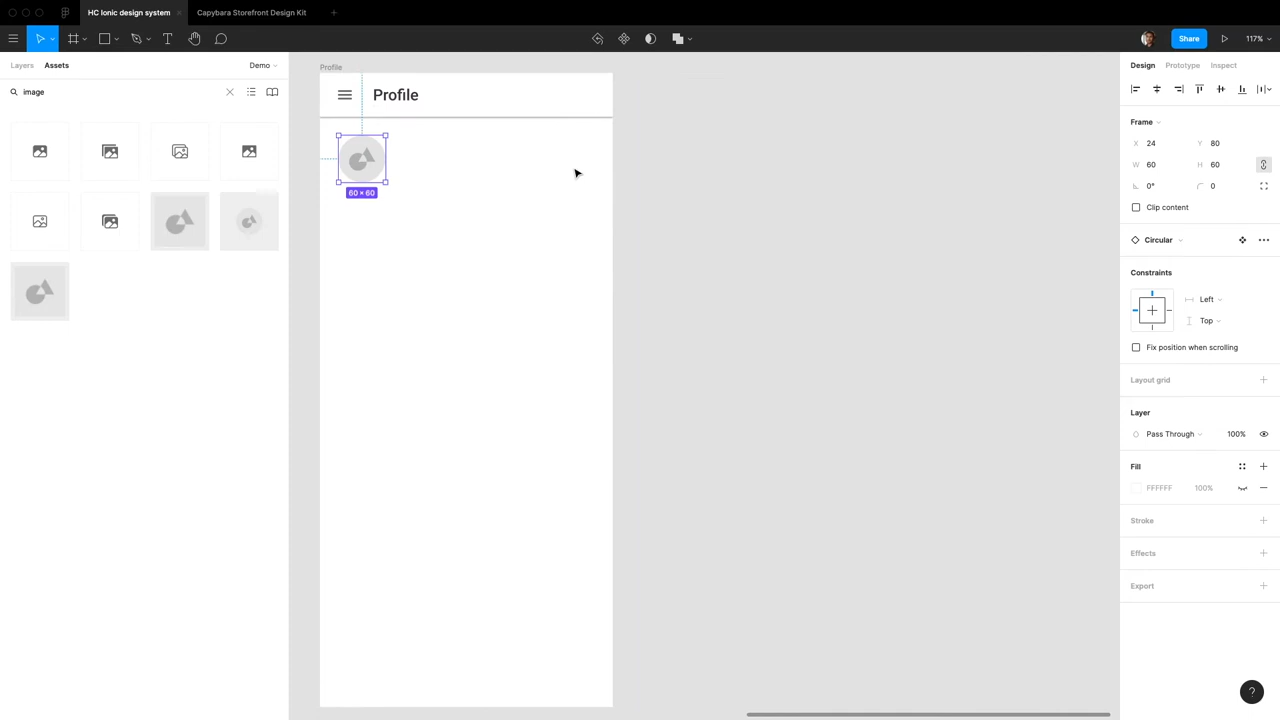 HC Ionic design system
Capybara Storefront Design Kit
Share
117%
Layers
Assets
Demo
image
Profile
Profile
60 × 60
Design
Prototype
Inspect
Frame
X 24 Y 80
W 60 H 60
0° 0
Clip content
Circular
Constraints
Left
Top
Fix position when scrolling
Layout grid
Layer
Pass Through 100%
Fill
FFFFFF 100%
Stroke
Effects
Export
?